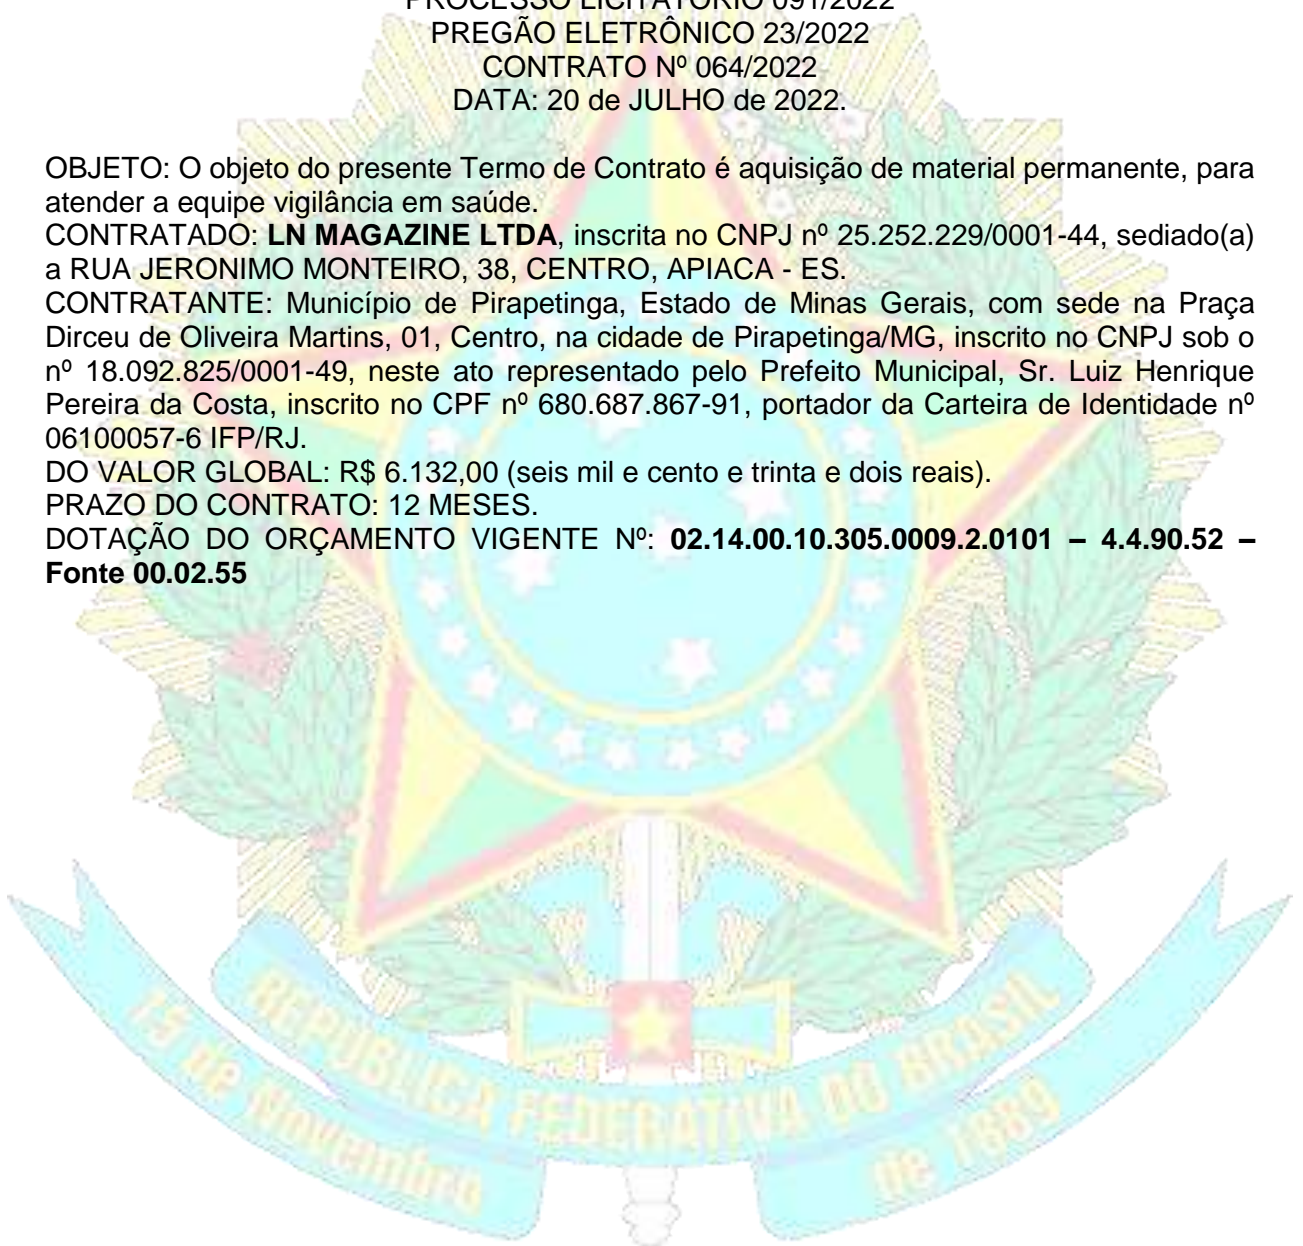 PROCESSO LICITATÓRIO 091/2022
PREGÃO ELETRÔNICO 23/2022
CONTRATO Nº 064/2022
DATA: 20 de JULHO de 2022.
OBJETO: O objeto do presente Termo de Contrato é aquisição de material permanente, para
atender a equipe vigilância em saúde.
CONTRATADO: LN MAGAZINE LTDA, inscrita no CNPJ nº 25.252.229/0001-44, sediado(a)
a RUA JERONIMO MONTEIRO, 38, CENTRO, APIACA - ES.
CONTRATANTE: Município de Pirapetinga, Estado de Minas Gerais, com sede na Praça
Dirceu de Oliveira Martins, 01, Centro, na cidade de Pirapetinga/MG, inscrito no CNPJ sob o
nº 18.092.825/0001-49, neste ato representado pelo Prefeito Municipal, Sr. Luiz Henrique
Pereira da Costa, inscrito no CPF nº 680.687.867-91, portador da Carteira de Identidade nº
06100057-6 IFP/RJ.
DO VALOR GLOBAL: R$ 6.132,00 (seis mil e cento e trinta e dois reais).
PRAZO DO CONTRATO: 12 MESES.
DOTAÇÃO DO ORÇAMENTO VIGENTE Nº: 02.14.00.10.305.0009.2.0101 – 4.4.90.52 –
Fonte 00.02.55
REPÚBLICA FEDERATIVA DO BRASIL
15 de Novembro de 1889